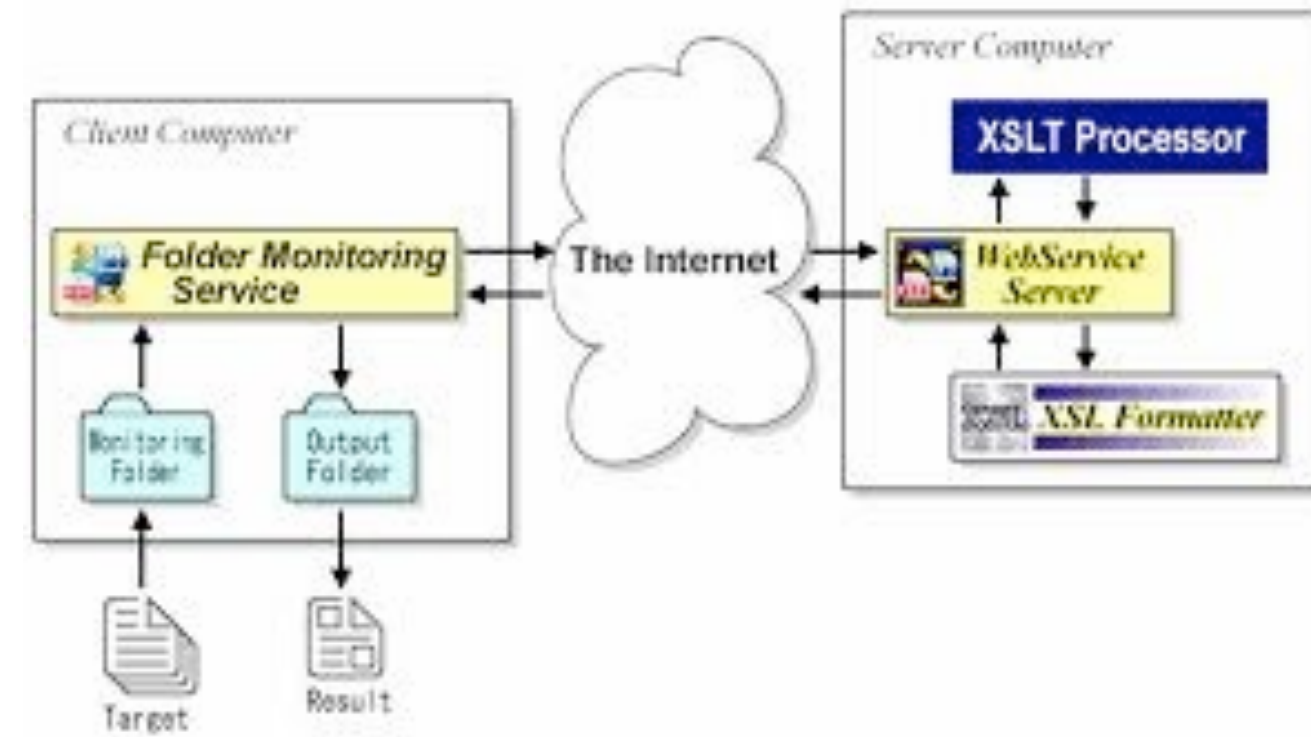 Client Computer
Folder Monitoring
Service
Monitoring
Folder
Output
Folder
Target
Result
The Internet
Server Computer
XSLT Processor
WebService
Server
XSL Formatter